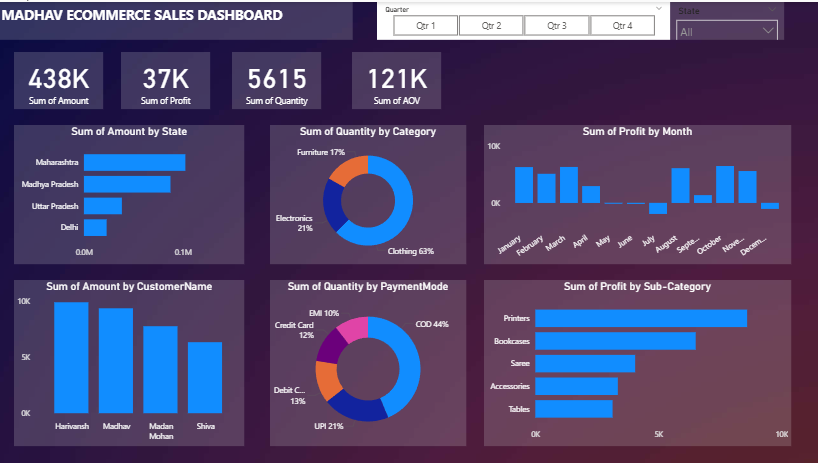 MADHAV ECOMMERCE SALES DASHBOARD
Quarter
Qtr 1
Qtr 2
Qtr 3
Qtr 4
State
All
438K
Sum of Amount
37K
Sum of Profit
5615
Sum of Quantity
121K
Sum of AOV
Sum of Amount by State
Maharashtra
Madhya Pradesh
Uttar Pradesh
Delhi
0.0M
0.1M
Sum of Quantity by Category
Furniture 17%
Electronics
21%
Clothing 63%
Sum of Profit by Month
10K
0K
January
February
March
April
May
June
July
August
Septe...
October
Nove...
Decem...
Sum of Amount by CustomerName
10K
5K
0K
Harivansh
Madhav
Madan
Mohan
Shiva
Sum of Quantity by PaymentMode
EMI 10%
Credit Card
12%
COD 44%
Debit C...
13%
UPI 21%
Sum of Profit by Sub-Category
Printers
Bookcases
Saree
Accessories
Tables
0K
5K
10K